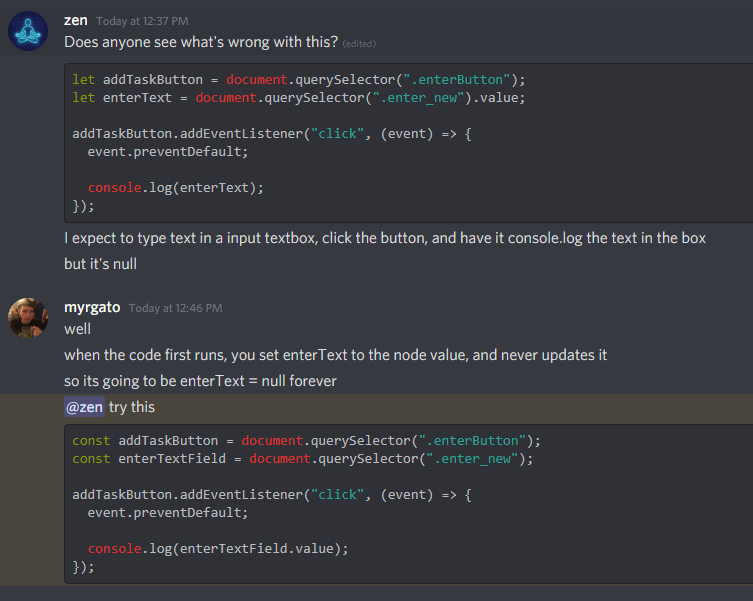 zen Today at 12:37 PM
Does anyone see what's wrong with this? (edited)
let addTaskButton = document.querySelector(".enterButton");
let enterText = document.querySelector(".enter_new").value;
addTaskButton.addEventListener("click", (event) => {
  event.preventDefault;
  console.log(enterText);
});
I expect to type text in a input textbox, click the button, and have it console.log the text in the box
but it's null
myrgato Today at 12:46 PM
well
when the code first runs, you set enterText to the node value, and never updates it
so its going to be enterText = null forever
@zen try this
const addTaskButton = document.querySelector(".enterButton");
const enterTextField = document.querySelector(".enter_new");
addTaskButton.addEventListener("click", (event) => {
  event.preventDefault;
  console.log(enterTextField.value);
});